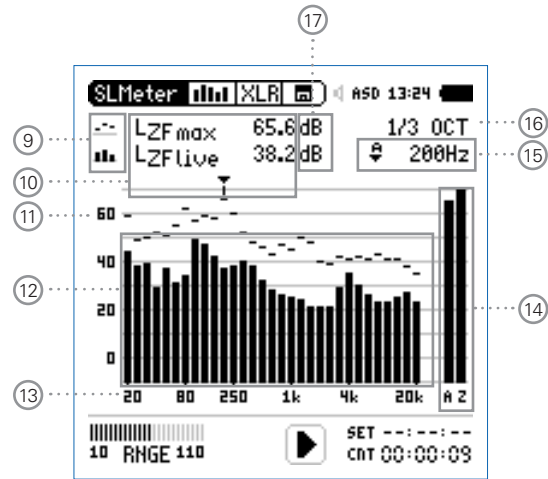 17
SLMeter XLR ASD 13:24
9
LZFmax 65.6 dB
LZFlive 38.2 dB
1/3 OCT
16
200Hz
15
10
11
60
12
40
20
0
14
13
20 80 250 1k 4k 20k A Z
10 RNGE 110
SET --:--:--
CNT 00:00:09